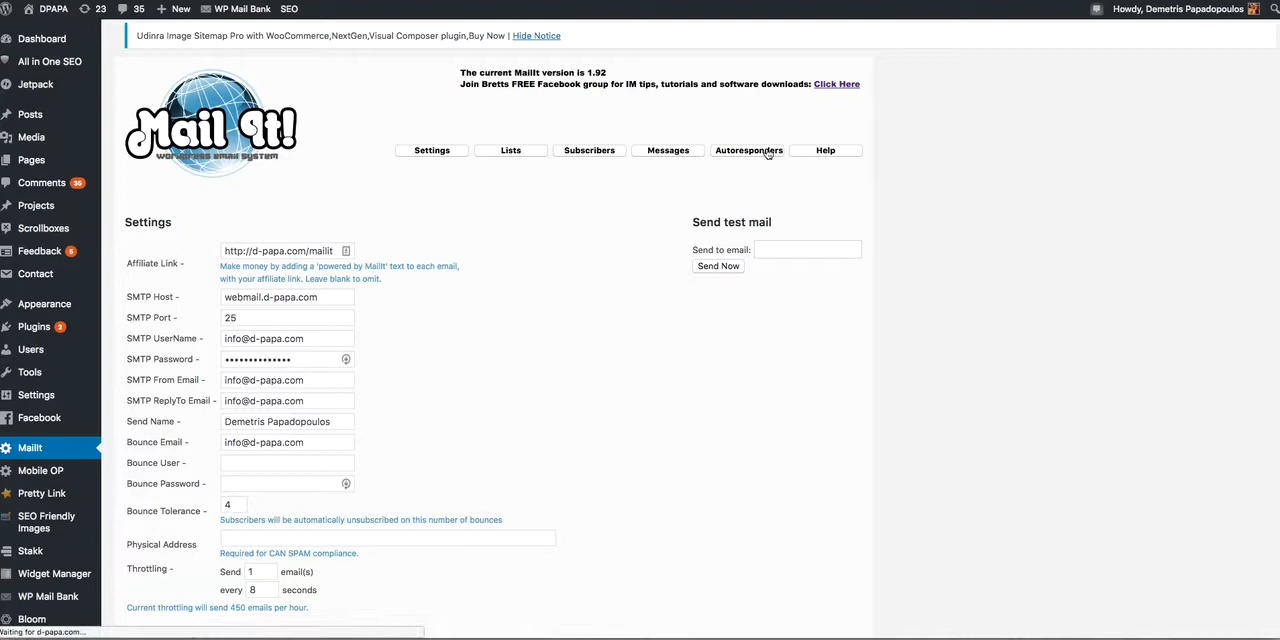 DPAPA 23 35 + New WP Mail Bank SEO Howdy, Demetris Papadopoulos
Dashboard
All in One SEO
Jetpack
Posts
Media
Pages
Comments 35
Projects
Scrollboxes
Feedback 5
Contact
Appearance
Plugins 2
Users
Tools
Settings
Facebook
MailIt
Mobile OP
Pretty Link
SEO Friendly
Images
Stakk
Widget Manager
WP Mail Bank
Bloom
Waiting for d-papa.com...
Udinra Image Sitemap Pro with WooCommerce,NextGen,Visual Composer plugin,Buy Now | Hide Notice
Mail It!
WORDPRESS EMAIL SYSTEM
The current MailIt version is 1.92
Join Bretts FREE Facebook group for IM tips, tutorials and software downloads: Click Here
Settings Lists Subscribers Messages Autoresponders Help
Settings
Affiliate Link - http://d-papa.com/mailit
Make money by adding a 'powered by MailIt' text to each email,
with your affiliate link. Leave blank to omit.
SMTP Host - webmail.d-papa.com
SMTP Port - 25
SMTP UserName - info@d-papa.com
SMTP Password - ••••••••••••••
SMTP From Email - info@d-papa.com
SMTP ReplyTo Email - info@d-papa.com
Send Name - Demetris Papadopoulos
Bounce Email - info@d-papa.com
Bounce User -
Bounce Password -
Bounce Tolerance - 4
Subscribers will be automatically unsubscribed on this number of bounces
Physical Address
Required for CAN SPAM compliance.
Throttling - Send 1 email(s)
every 8 seconds
Current throttling will send 450 emails per hour.
Send test mail
Send to email:
Send Now